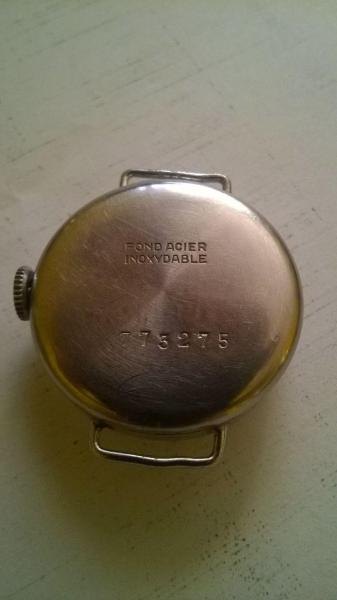 FOND ACIER
INOXYDABLE
773275